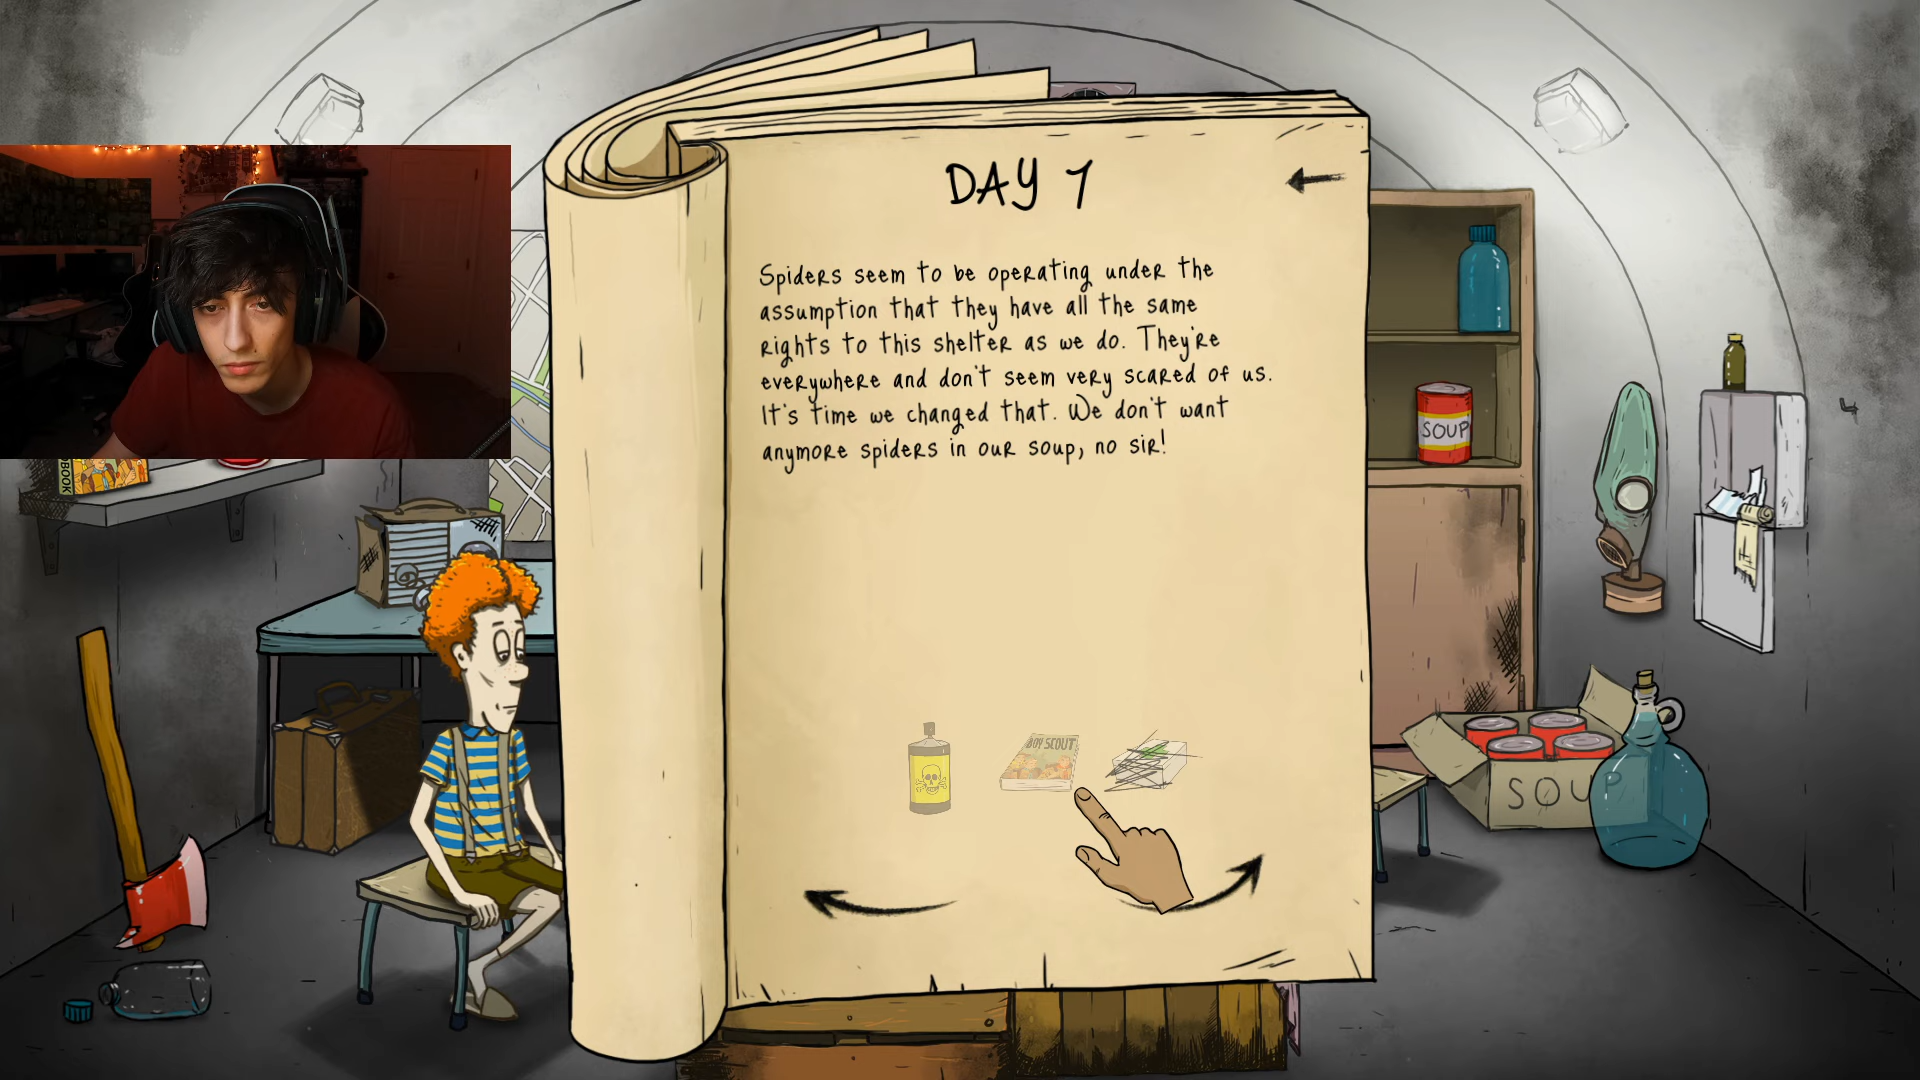 DAY 7
Spiders seem to be operating under the
assumption that they have all the same
rights to this shelter as we do. They're
everywhere and don't seem very scared of us.
It's time we changed that. We don't want
anymore spiders in our soup, no sir!
SOUP
BOY SCOUT
SOUP